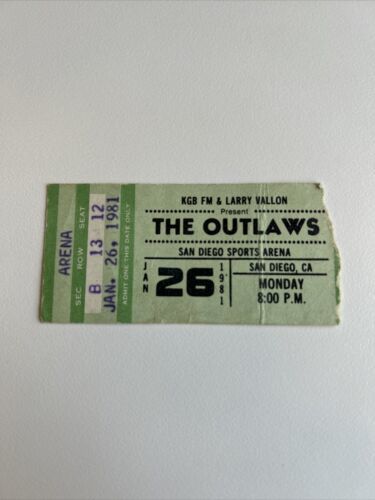 ARENA
SEC ROW SEAT
B 13 12
JAN. 26, 1981
ADMIT ONE THIS DATE ONLY
KGB FM & LARRY VALLON
Present
THE OUTLAWS
SAN DIEGO SPORTS ARENA
JAN 26 1981
SAN DIEGO, CA
MONDAY
8:00 P.M.